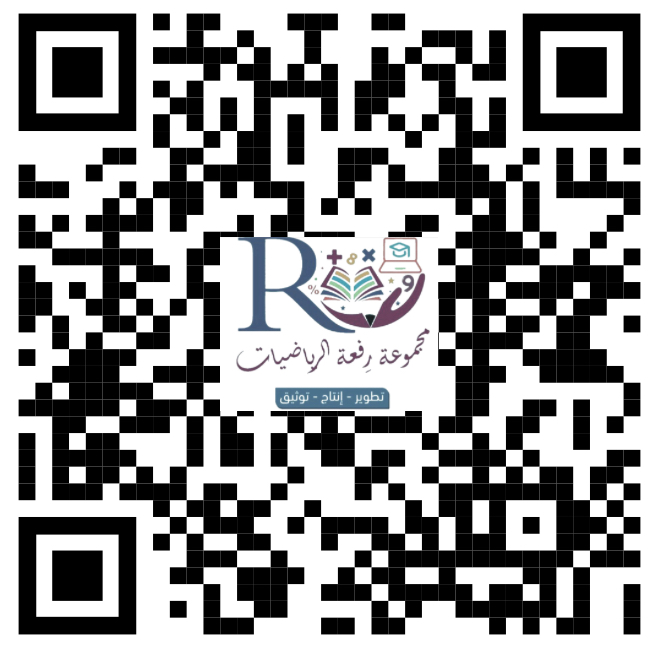 R
مجموعة رفعة الرياضيات
تطوير - إنتاج - توثيق